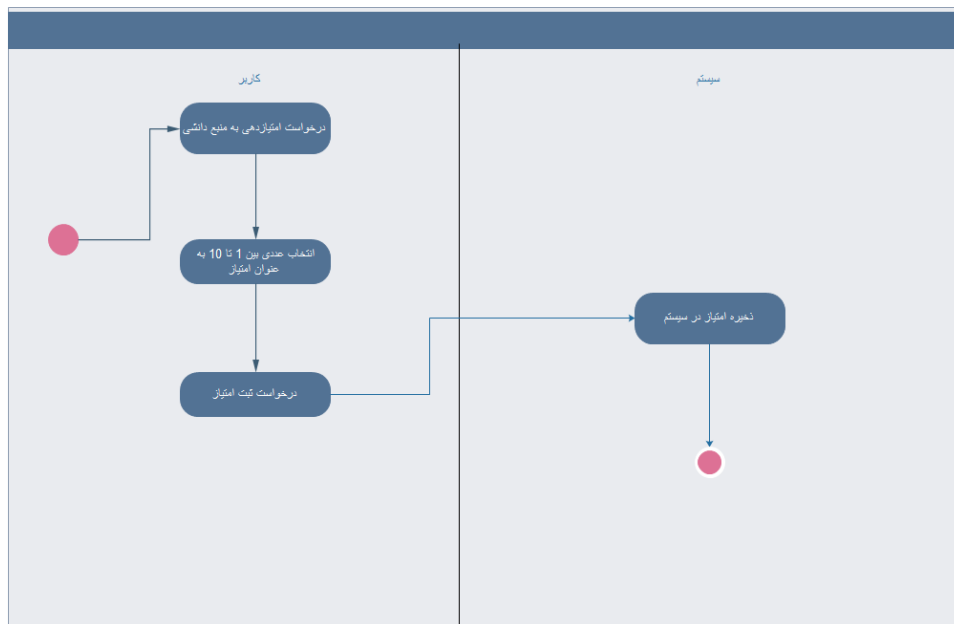 کاربر
سیستم
درخواست امتیازدهی به منبع دانشی
انتخاب عددی بین 1 تا 10 به
عنوان امتیاز
درخواست ثبت امتیاز
ذخیره امتیاز در سیستم